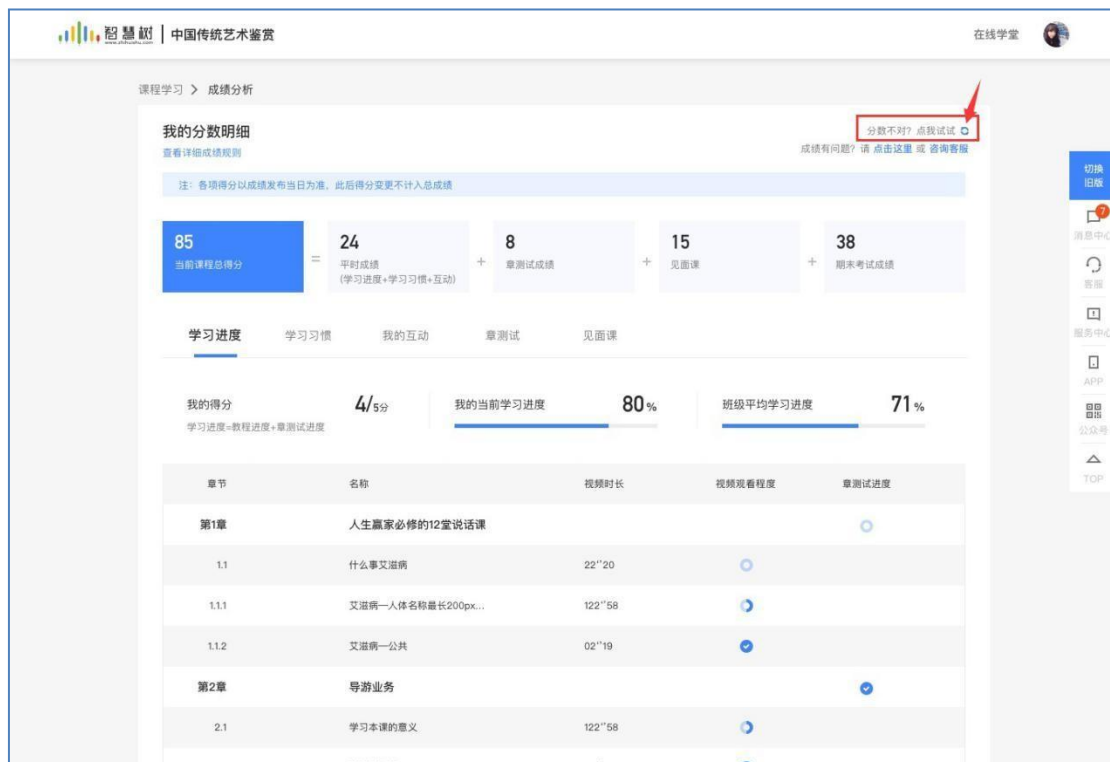 智慧树
www.zhihuishu.com
中国传统艺术鉴赏
在线学堂
课程学习 > 成绩分析
我的分数明细
分数不对? 点我试试
查看详细成绩规则
成绩有问题? 请 点击这里 或 咨询客服
注: 各项得分以成绩发布当日为准, 此后得分变更不计入总成绩
85
当前课程总得分
=
24
平时成绩
(学习进度+学习习惯+互动)
+
8
章测试成绩
+
15
见面课
+
38
期末考试成绩
学习进度 学习习惯 我的互动 章测试 见面课
我的得分 4/5分
学习进度=教程进度+章测试进度
我的当前学习进度 80%
班级平均学习进度 71%
章节 名称 视频时长 视频观看程度 章测试进度
第1章 人生赢家必修的12堂说话课
1.1 什么事艾滋病 22''20
1.1.1 艾滋病—人体名称最长200px... 122''58
1.1.2 艾滋病—公共 02''19
第2章 导游业务
2.1 学习本课的意义 122''58
切换
旧版
7
消息中心
客服
服务中心
APP
公众号
TOP